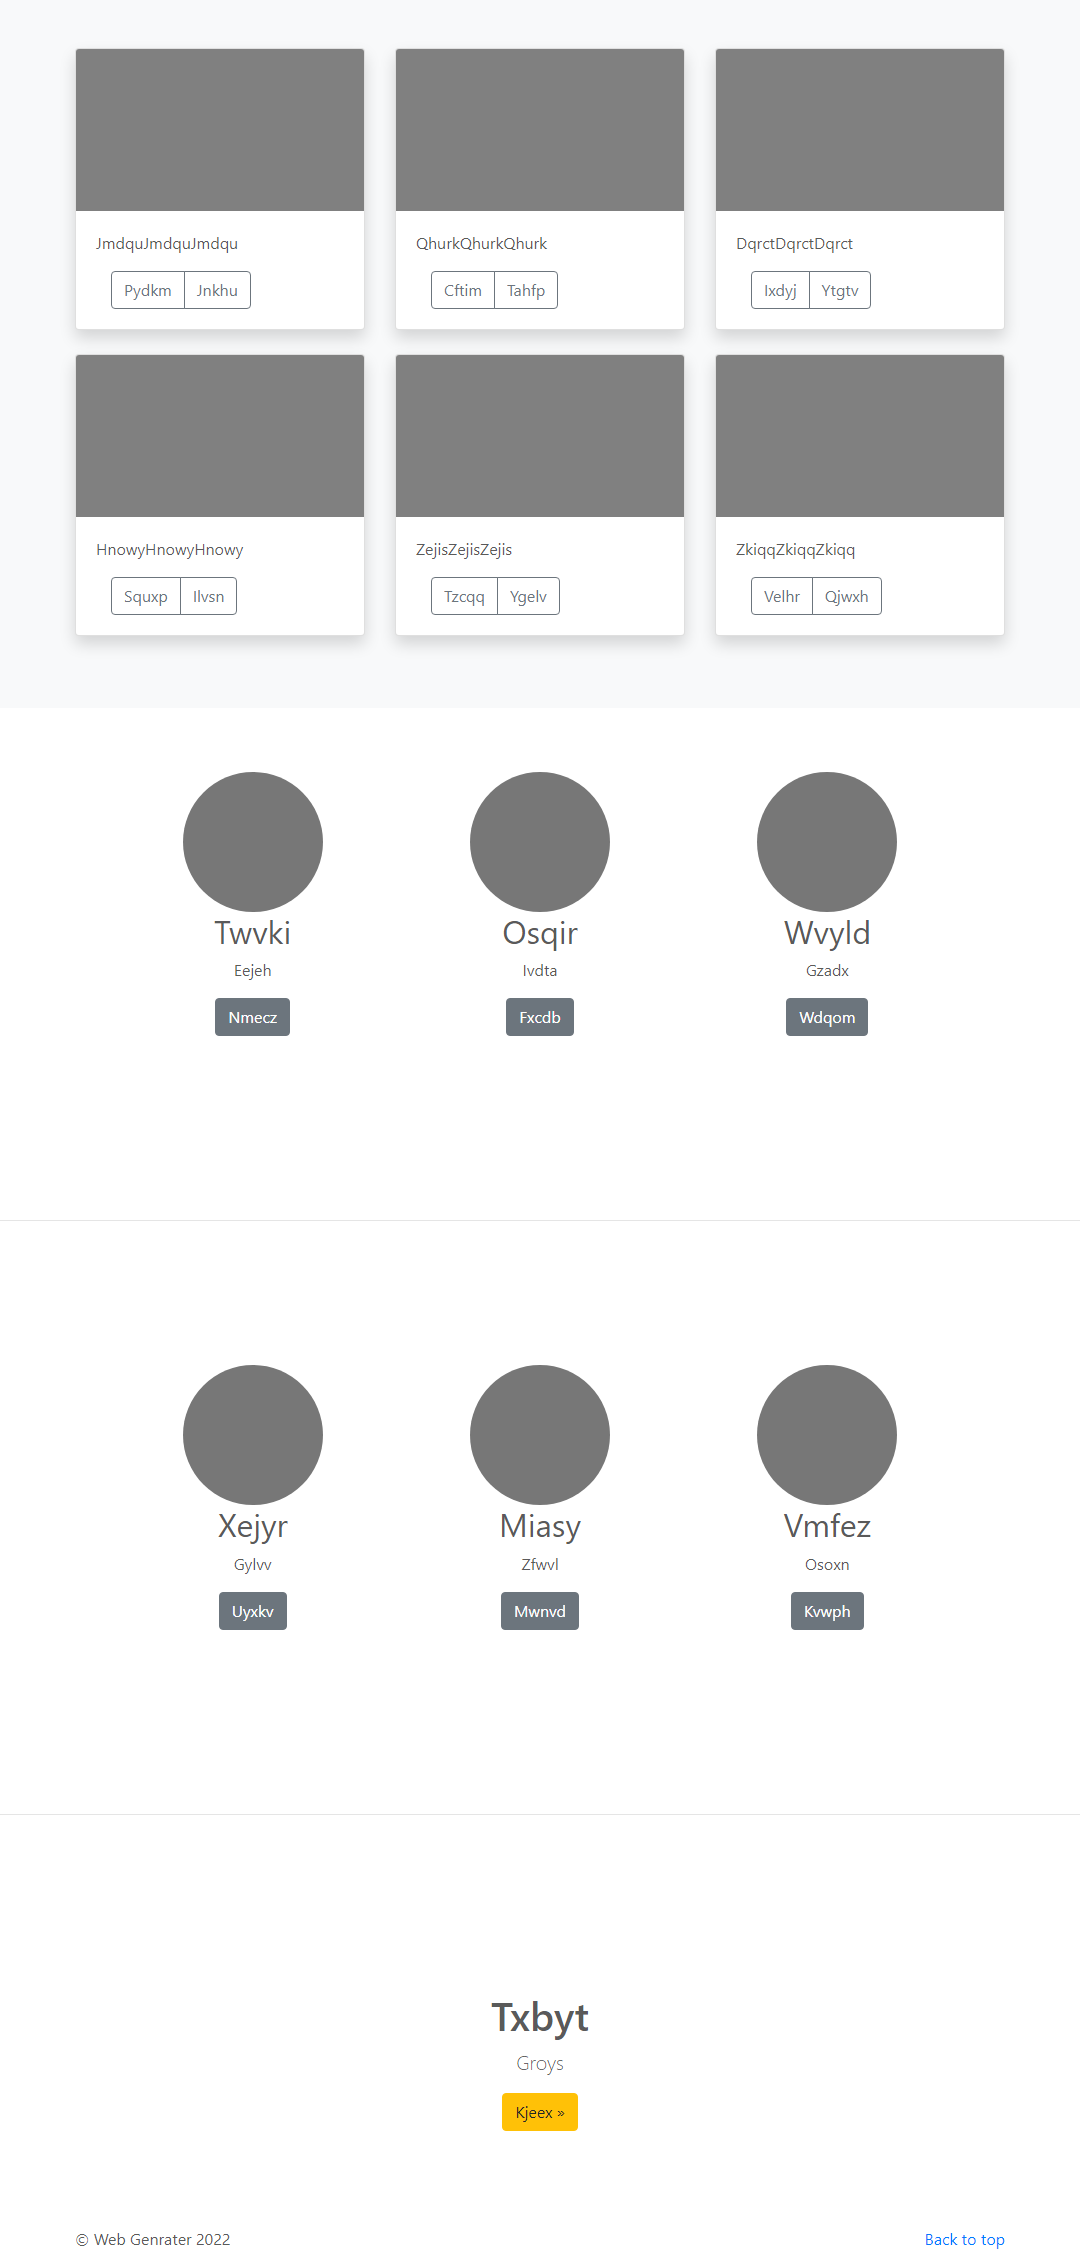 JmdquJmdquJmdqu
Pydkm Jnkhu
QhurkQhurkQhurk
Cftim Tahfp
DqrctDqrctDqrct
Ixdyj Ytgtv
HnowyHnowyHnowy
Squxp Ilvsn
ZejisZejisZejis
Tzcqq Ygelv
ZkiqqZkiqqZkiqq
Velhr Qjwxh
Twvki
Eejeh
Nmecz
Osqir
Ivdta
Fxcdb
Wvyld
Gzadx
Wdqom
Xejyr
Gylvv
Uyxkv
Miasy
Zfwvl
Mwnvd
Vmfez
Osoxn
Kvwph
Txbyt
Groys
Kjeex »
© Web Genrater 2022
Back to top